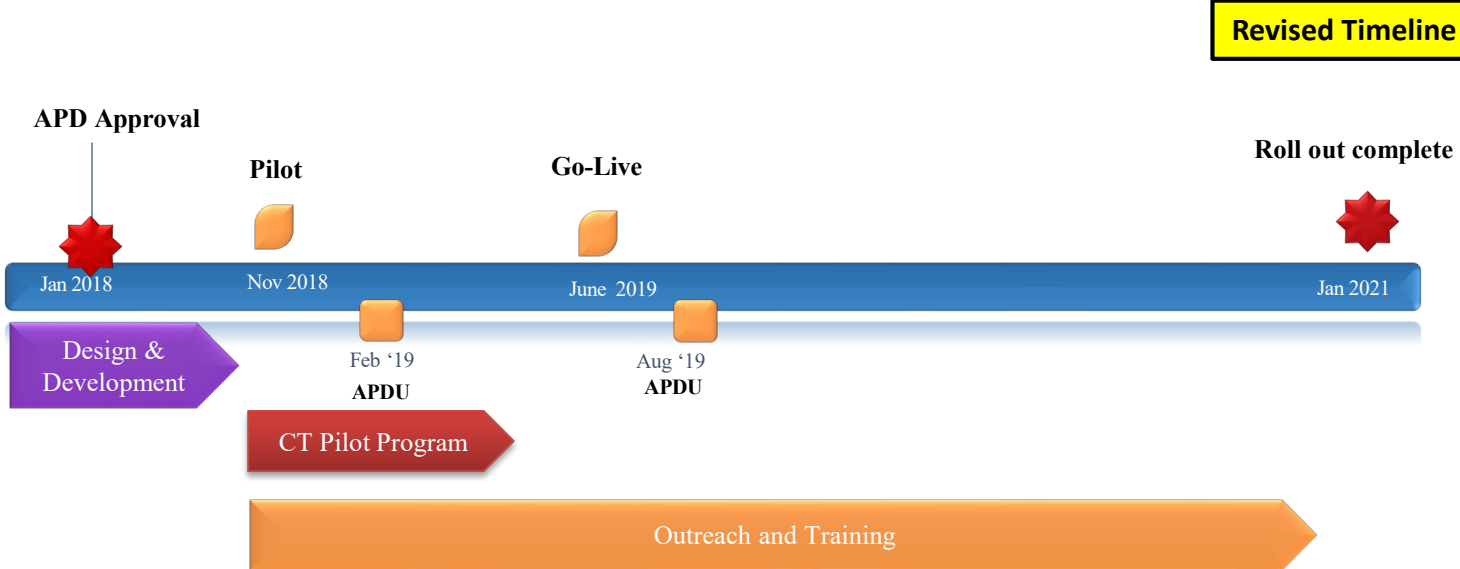 Revised Timeline
APD Approval
Pilot
Go-Live
Roll out complete
Jan 2018
Nov 2018
June 2019
Jan 2021
Design &
Development
Feb ‘19
APDU
Aug ‘19
APDU
CT Pilot Program
Outreach and Training